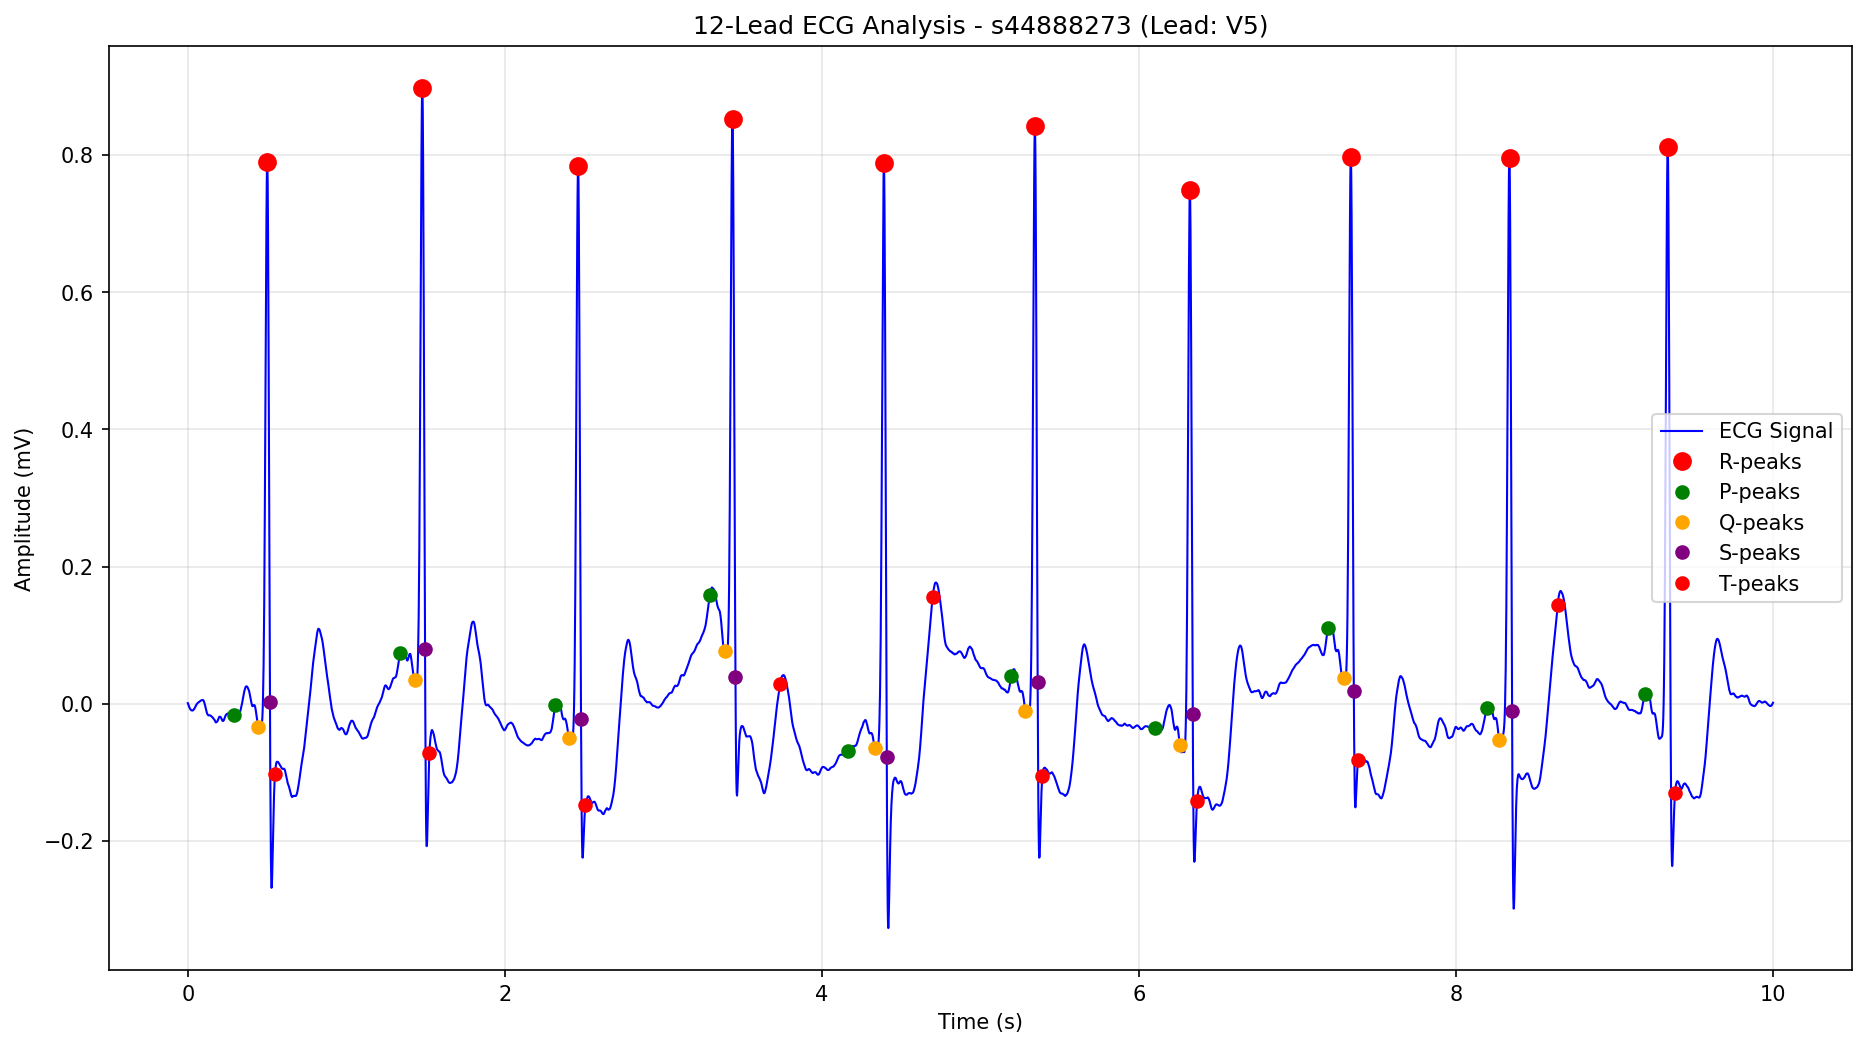 12-Lead ECG Analysis - s44888273 (Lead: V5)
Amplitude (mV)
0.8
0.6
0.4
0.2
0.0
−0.2
ECG Signal
R-peaks
P-peaks
Q-peaks
S-peaks
T-peaks
0 2 4 6 8 10
Time (s)